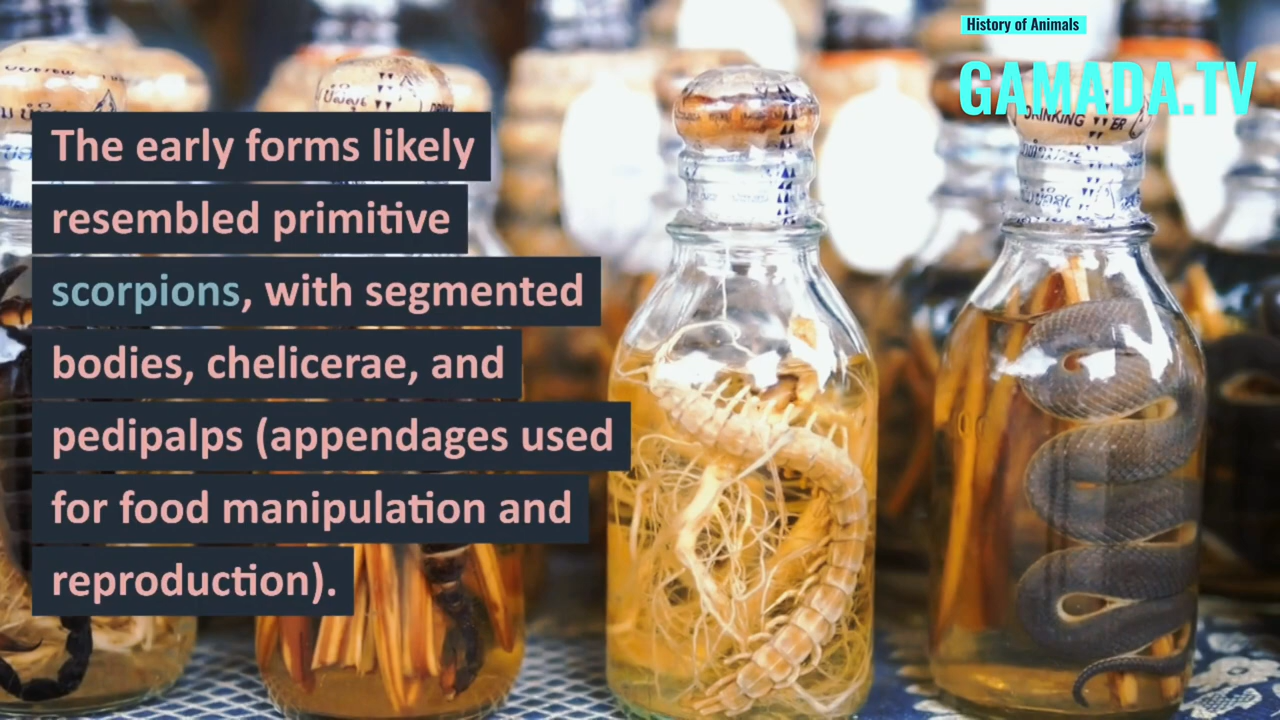 History of Animals
GAMADA.TV
The early forms likely
resembled primitive
scorpions, with segmented
bodies, chelicerae, and
pedipalps (appendages used
for food manipulation and
reproduction).
DRINKING